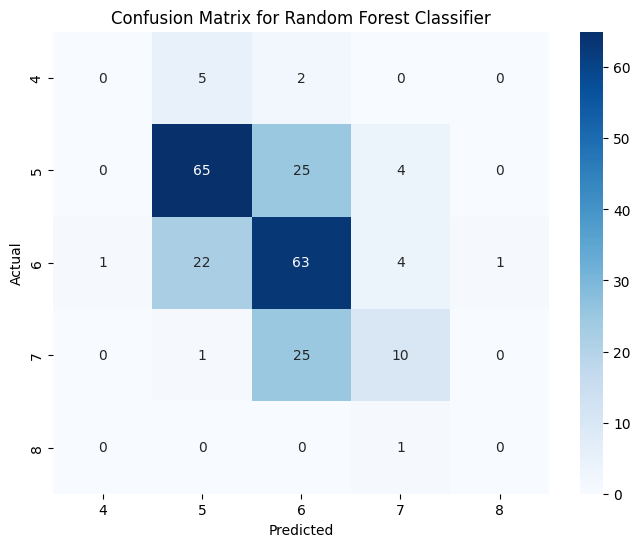 Confusion Matrix for Random Forest Classifier
4 0 5 2 0 0
5 0 65 25 4 0
6 1 22 63 4 1
7 0 1 25 10 0
8 0 0 0 1 0
4 5 6 7 8
Predicted
Actual
60
50
40
30
20
10
0